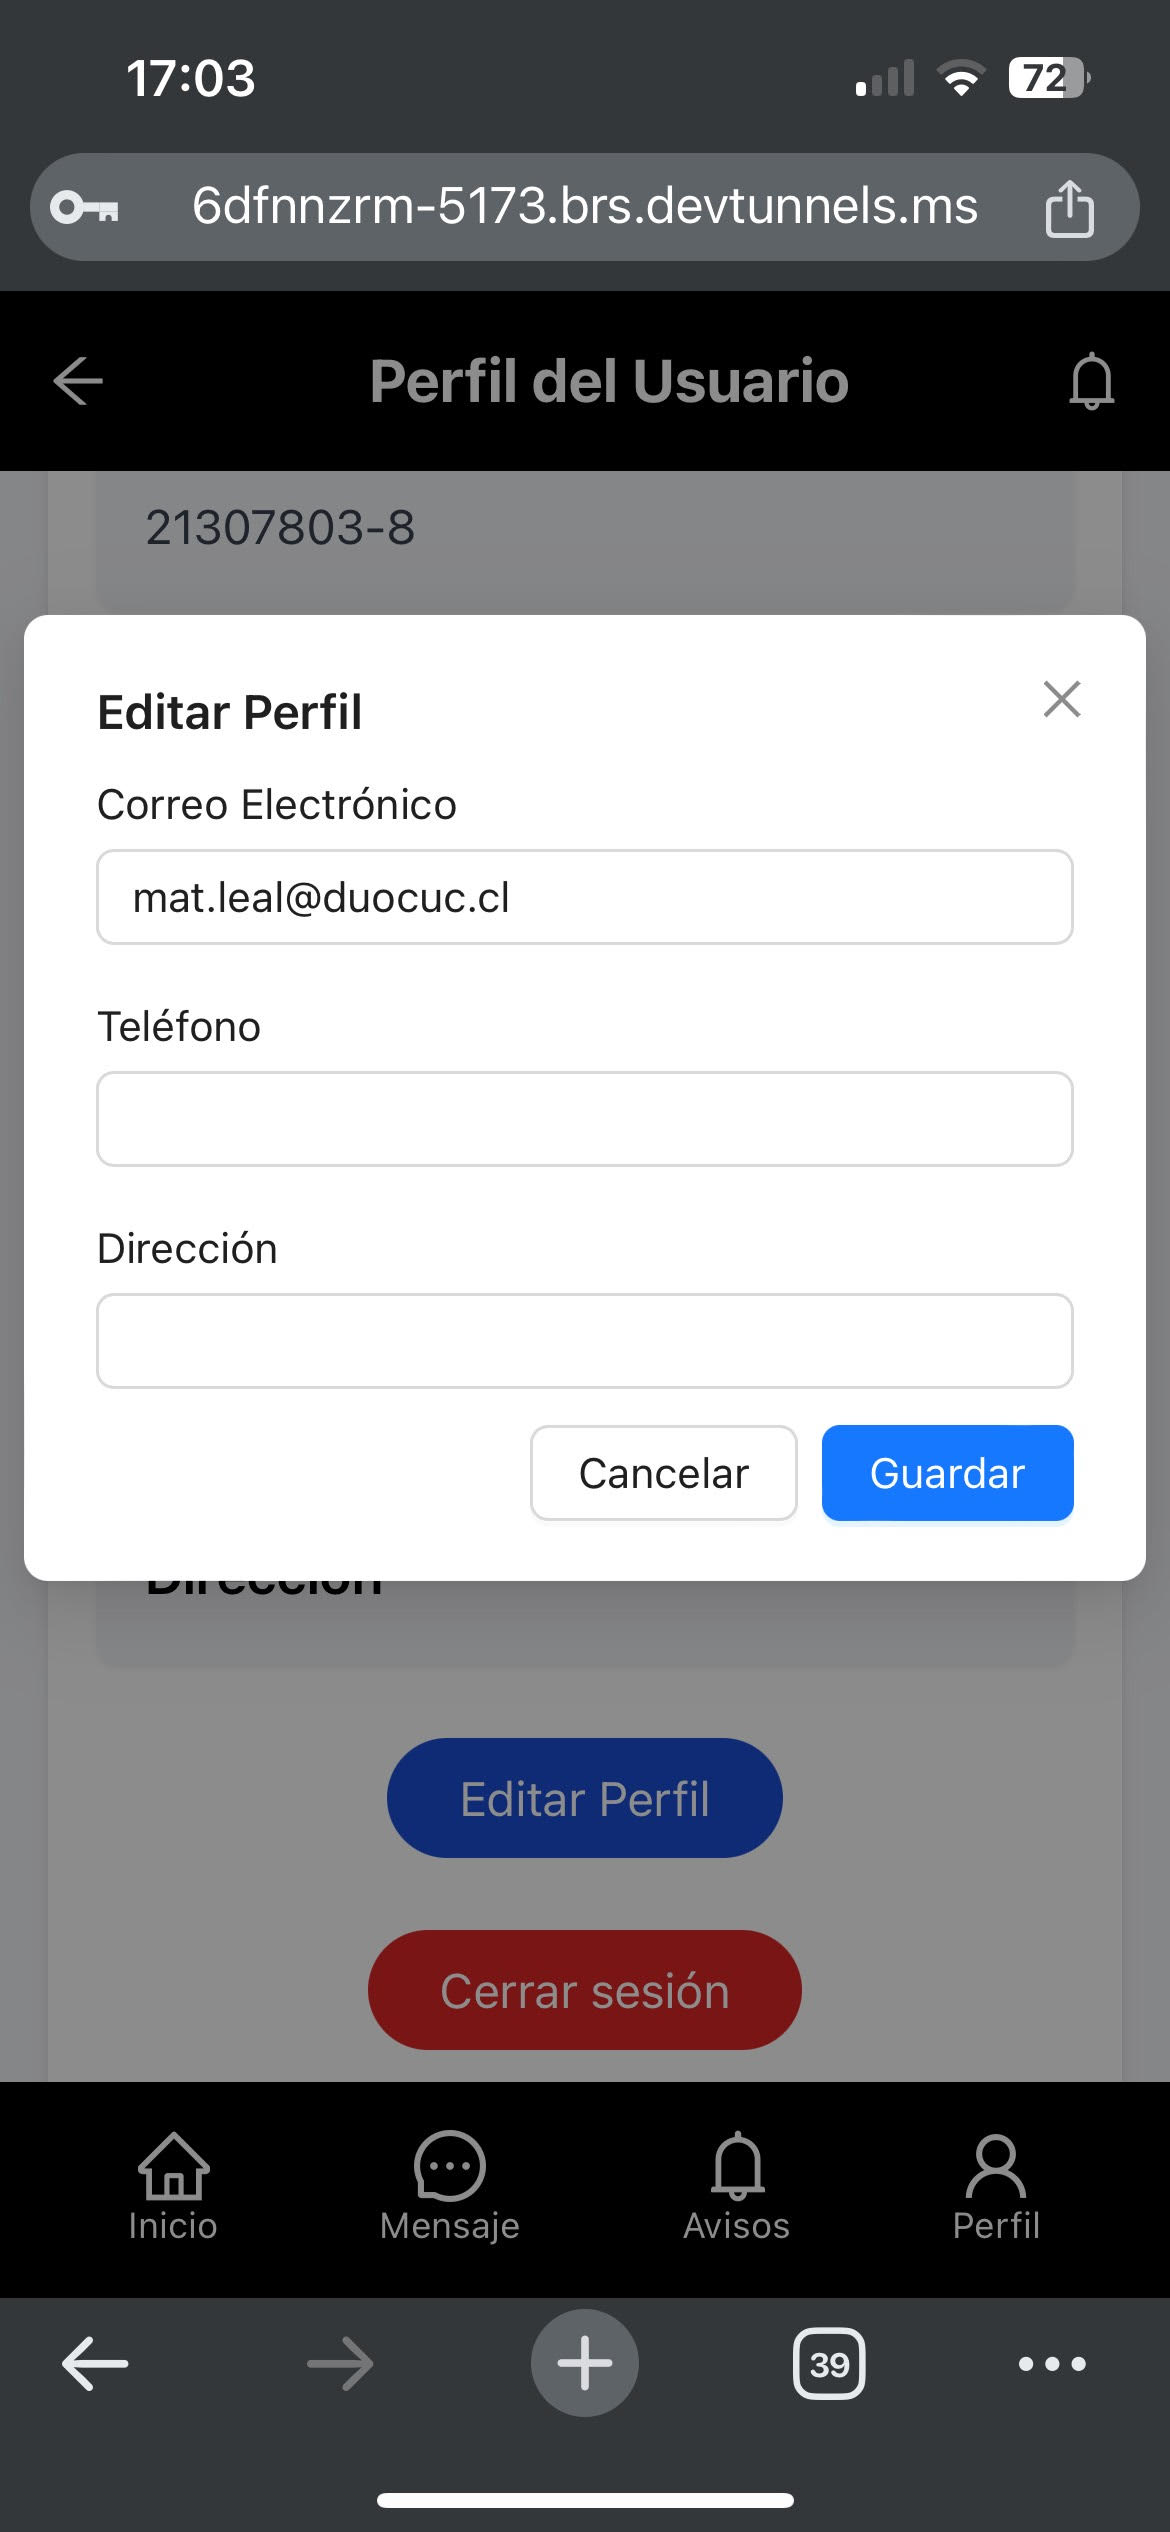 17:03
72
6dfnnzrm-5173.brs.devtunnels.ms
Perfil del Usuario
21307803-8
Editar Perfil
Correo Electrónico
mat.leal@duocuc.cl
Teléfono
Dirección
Cancelar Guardar
Dirección
Editar Perfil
Cerrar sesión
Inicio Mensaje Avisos Perfil
39